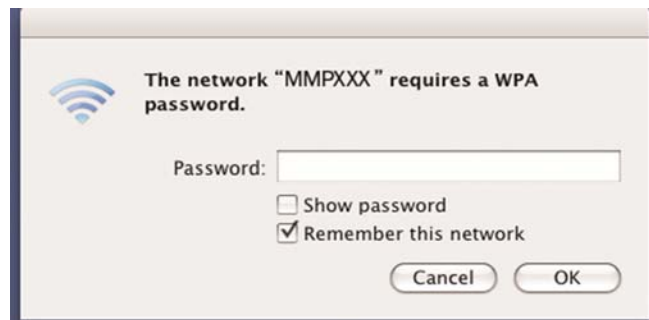 The network “MMPXXX” requires a WPA
password.
Password:
Show password
Remember this network
Cancel OK